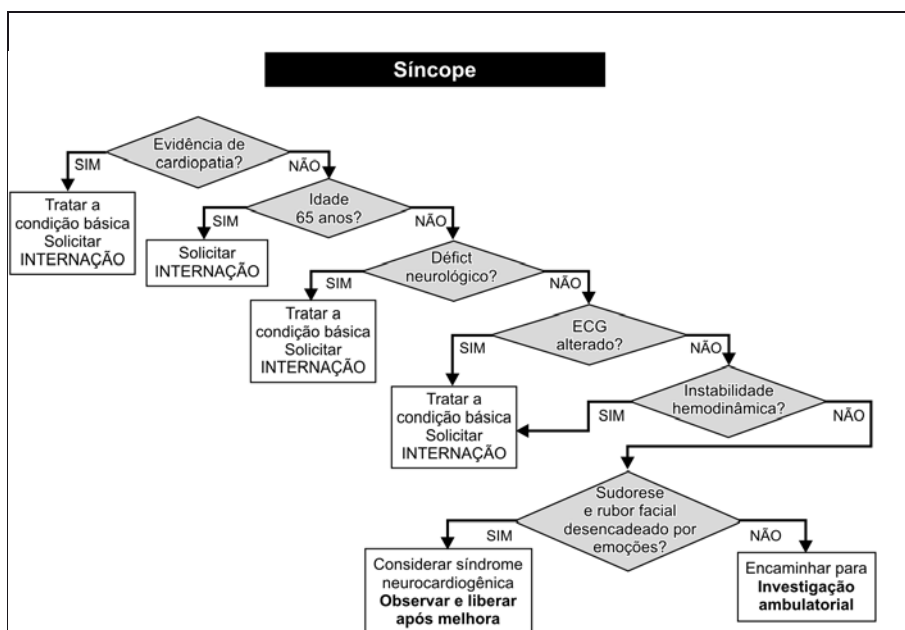 Síncope
Evidência de
cardiopatia?
SIM
NÃO
Tratar a
condição básica
Solicitar
INTERNAÇÃO
Idade
65 anos?
SIM
NÃO
Solicitar
INTERNAÇÃO
Défict
neurológico?
SIM
NÃO
Tratar a
condição básica
Solicitar
INTERNAÇÃO
ECG
alterado?
SIM
NÃO
Tratar a
condição básica
Solicitar
INTERNAÇÃO
Instabilidade
hemodinâmica?
SIM
NÃO
Sudorese
e rubor facial
desencadeado por
emoções?
SIM
NÃO
Considerar síndrome
neurocardiogênica
Observar e liberar
após melhora
Encaminhar para
Investigação
ambulatorial